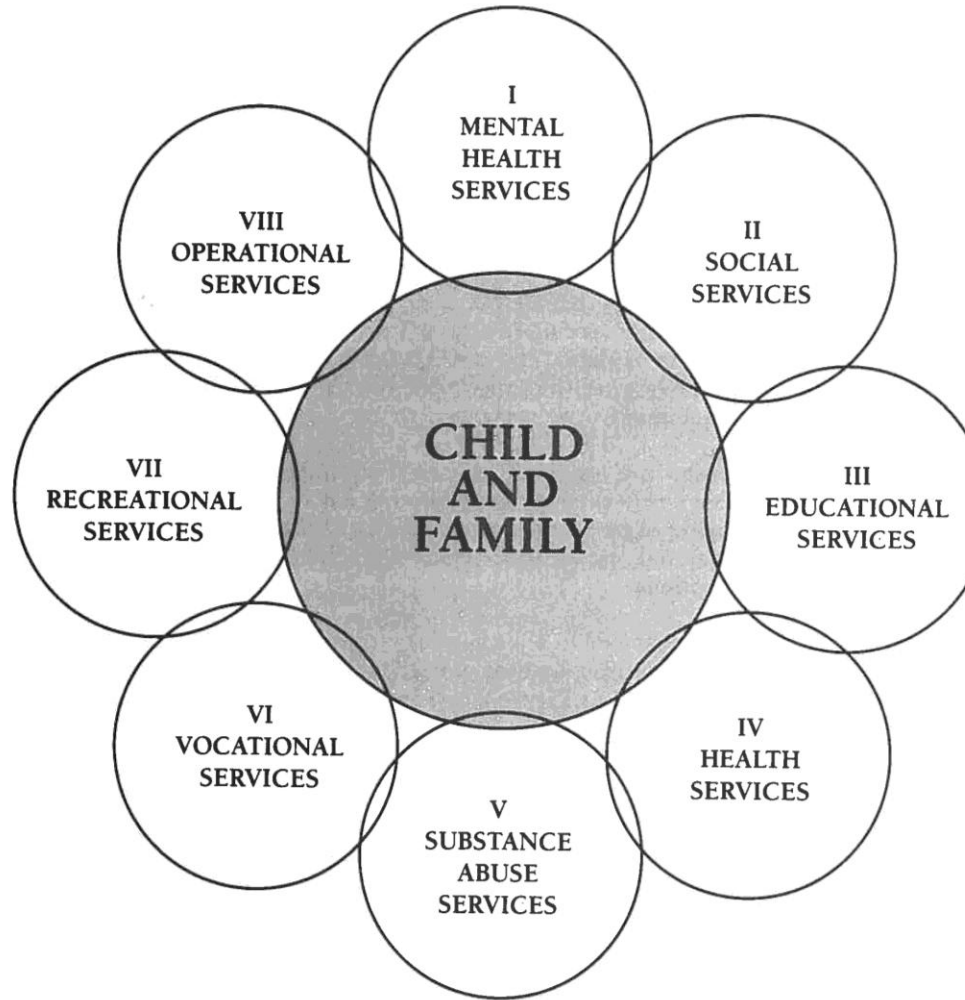 I
MENTAL
HEALTH
SERVICES
II
SOCIAL
SERVICES
III
EDUCATIONAL
SERVICES
IV
HEALTH
SERVICES
V
SUBSTANCE
ABUSE
SERVICES
VI
VOCATIONAL
SERVICES
VII
RECREATIONAL
SERVICES
VIII
OPERATIONAL
SERVICES
CHILD
AND
FAMILY